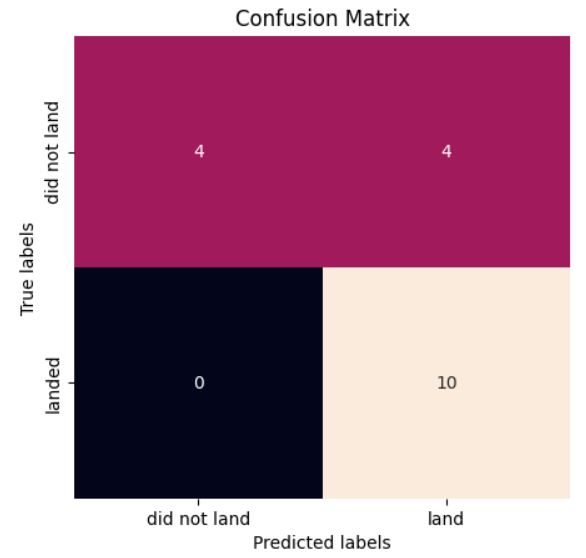 Confusion Matrix
True labels
did not land
4 4
landed
0 10
did not land land
Predicted labels